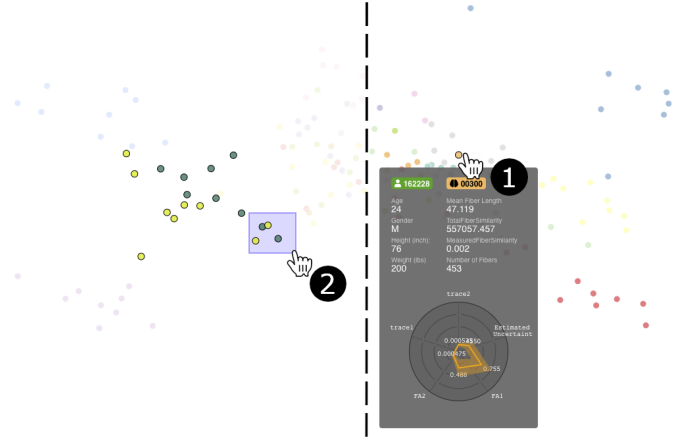 162228 00300
1
Age Mean Fiber Length
24 47.119
Gender TotalFiberSimilarity
M 557057.457
Height (inch): MeasuredFiberSimilarity
76 0.002
Weight (lbs) Number of Fibers
200 453
2
trace2
trace1
Estimated
Uncertaint
0.000475
0.755
0.460
FA2 FA1